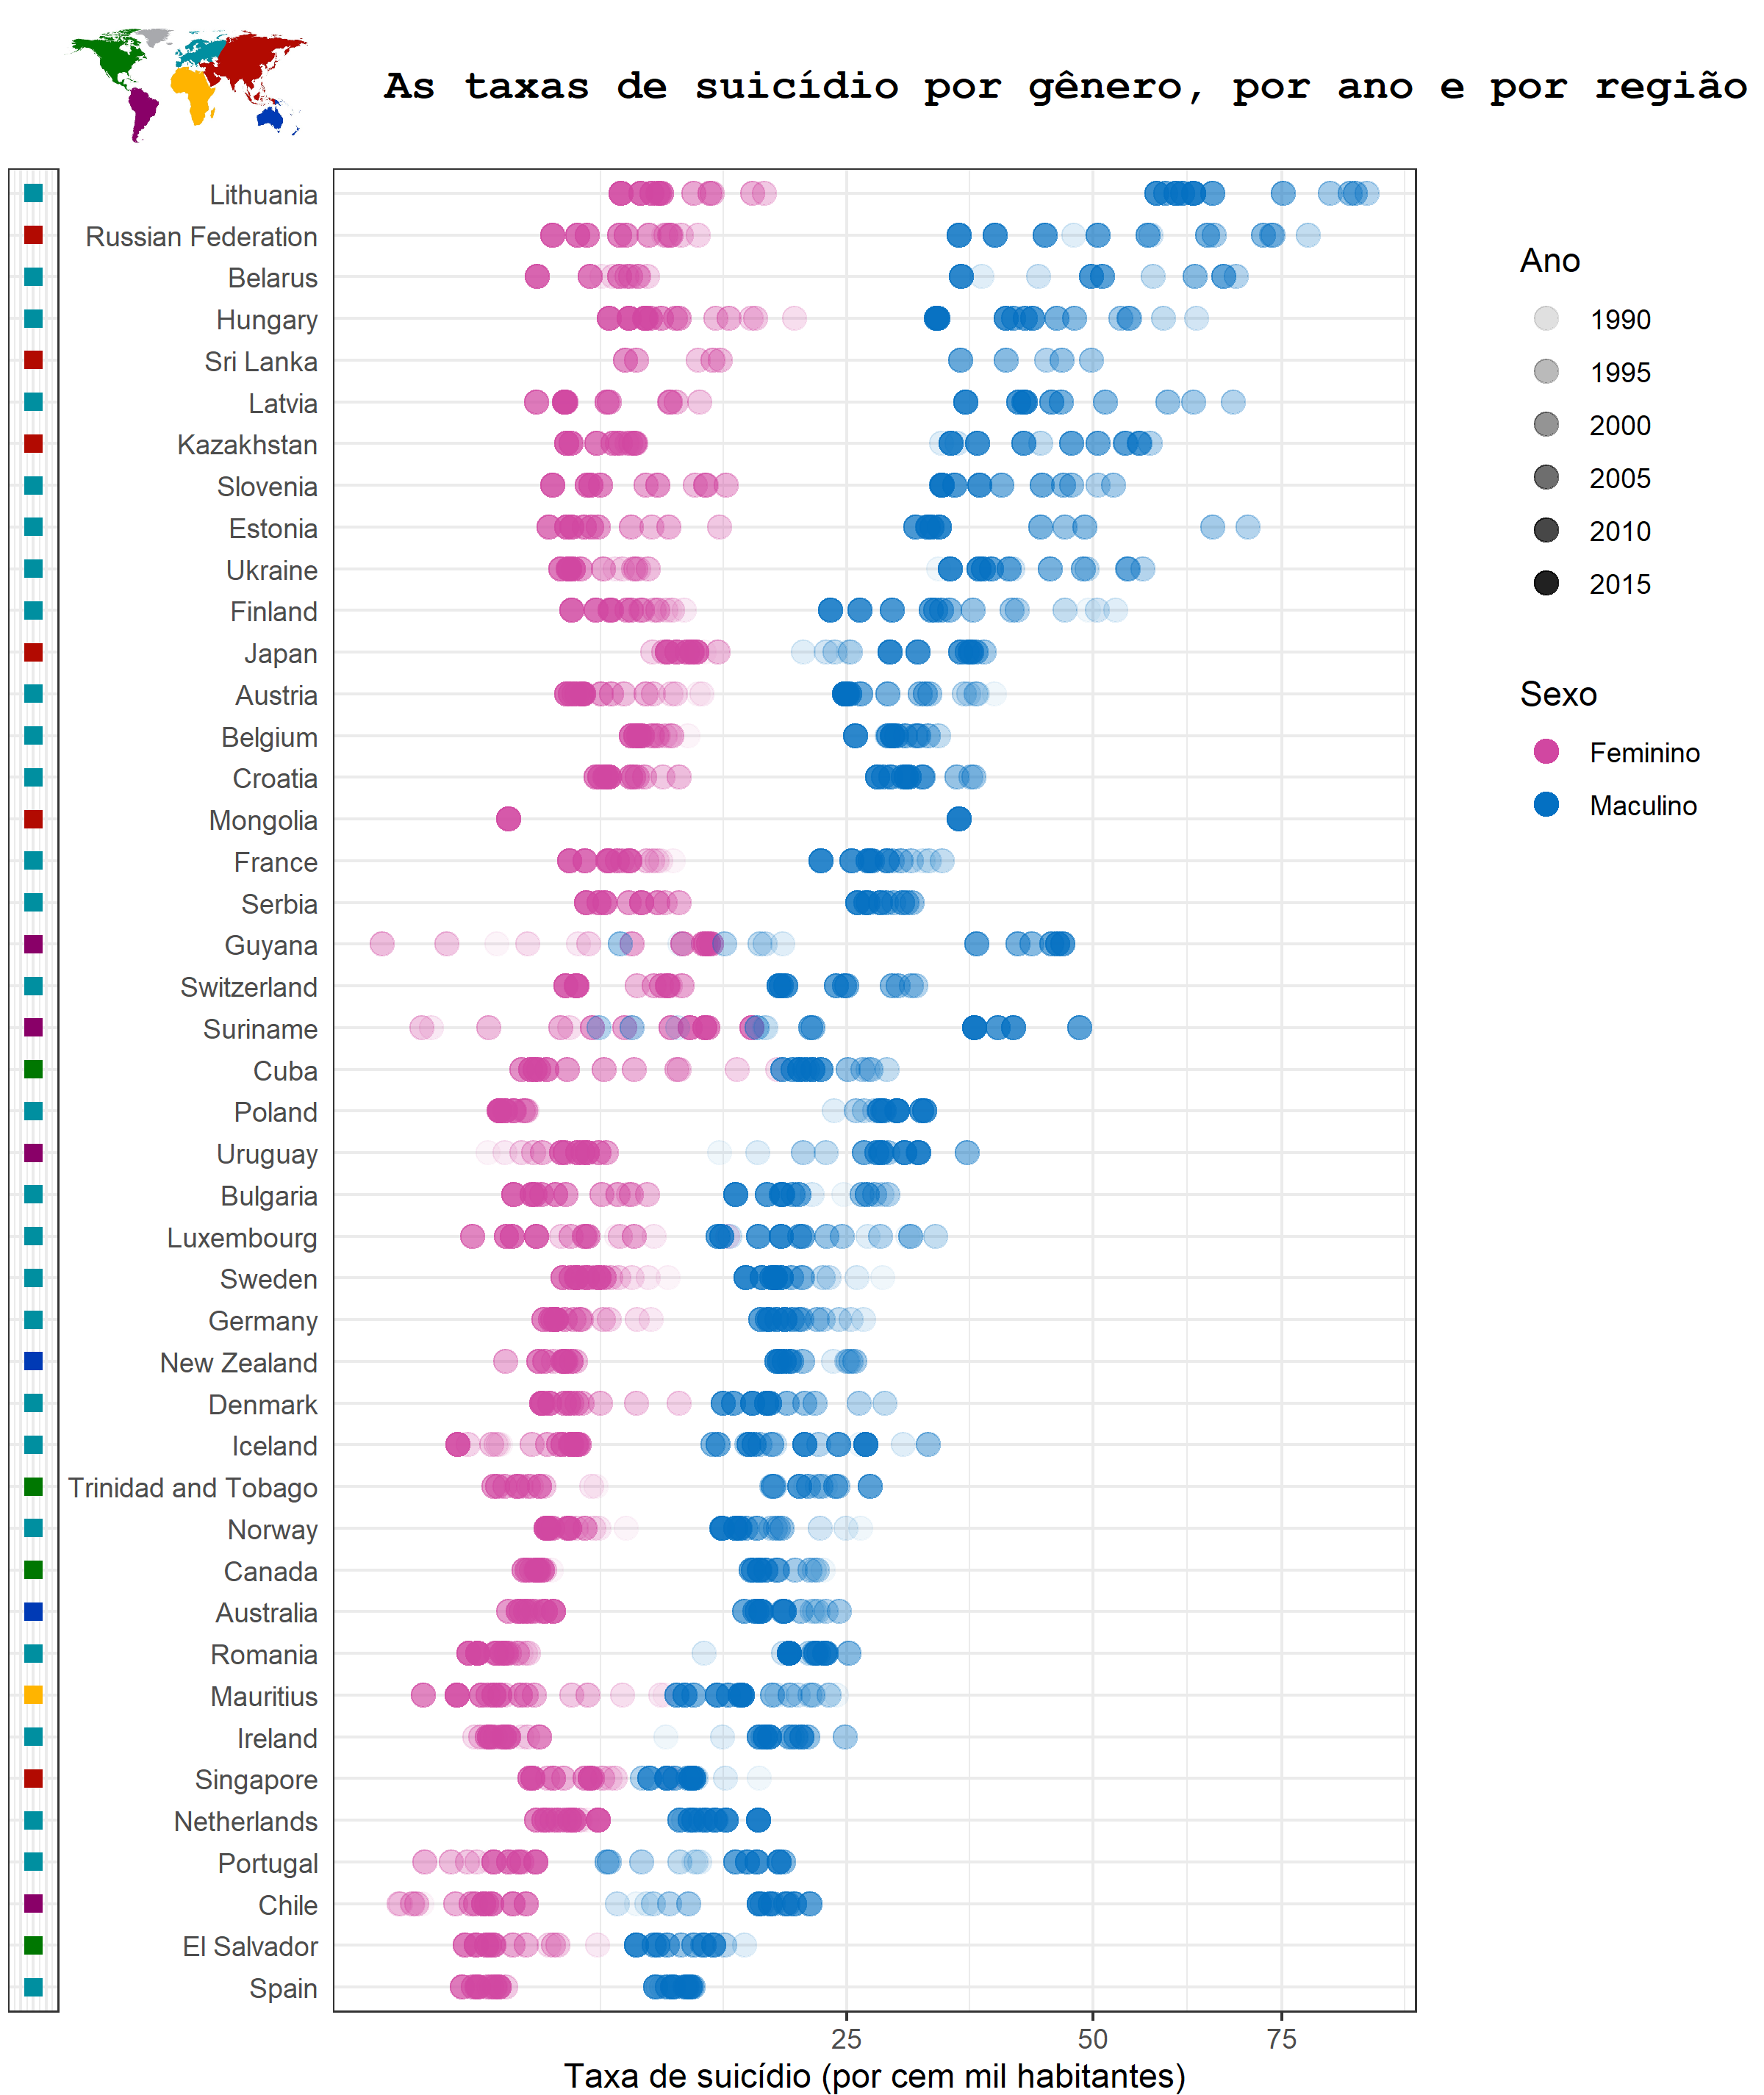 As taxas de suicídio por gênero, por ano e por região
Lithuania
Russian Federation
Belarus
Hungary
Sri Lanka
Latvia
Kazakhstan
Slovenia
Estonia
Ukraine
Finland
Japan
Austria
Belgium
Croatia
Mongolia
France
Serbia
Guyana
Switzerland
Suriname
Cuba
Poland
Uruguay
Bulgaria
Luxembourg
Sweden
Germany
New Zealand
Denmark
Iceland
Trinidad and Tobago
Norway
Canada
Australia
Romania
Mauritius
Ireland
Singapore
Netherlands
Portugal
Chile
El Salvador
Spain
25 50 75
Taxa de suicídio (por cem mil habitantes)
Ano
1990
1995
2000
2005
2010
2015
Sexo
Feminino
Maculino